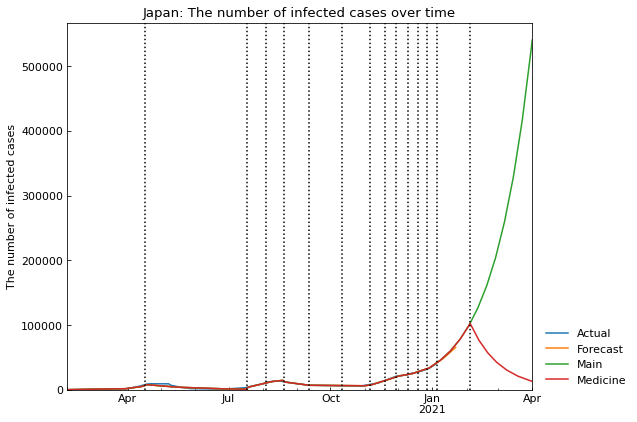 Japan: The number of infected cases over time
The number of infected cases
500000
400000
300000
200000
100000
0
Apr
Jul
Oct
Jan
2021
Apr
Actual
Forecast
Main
Medicine